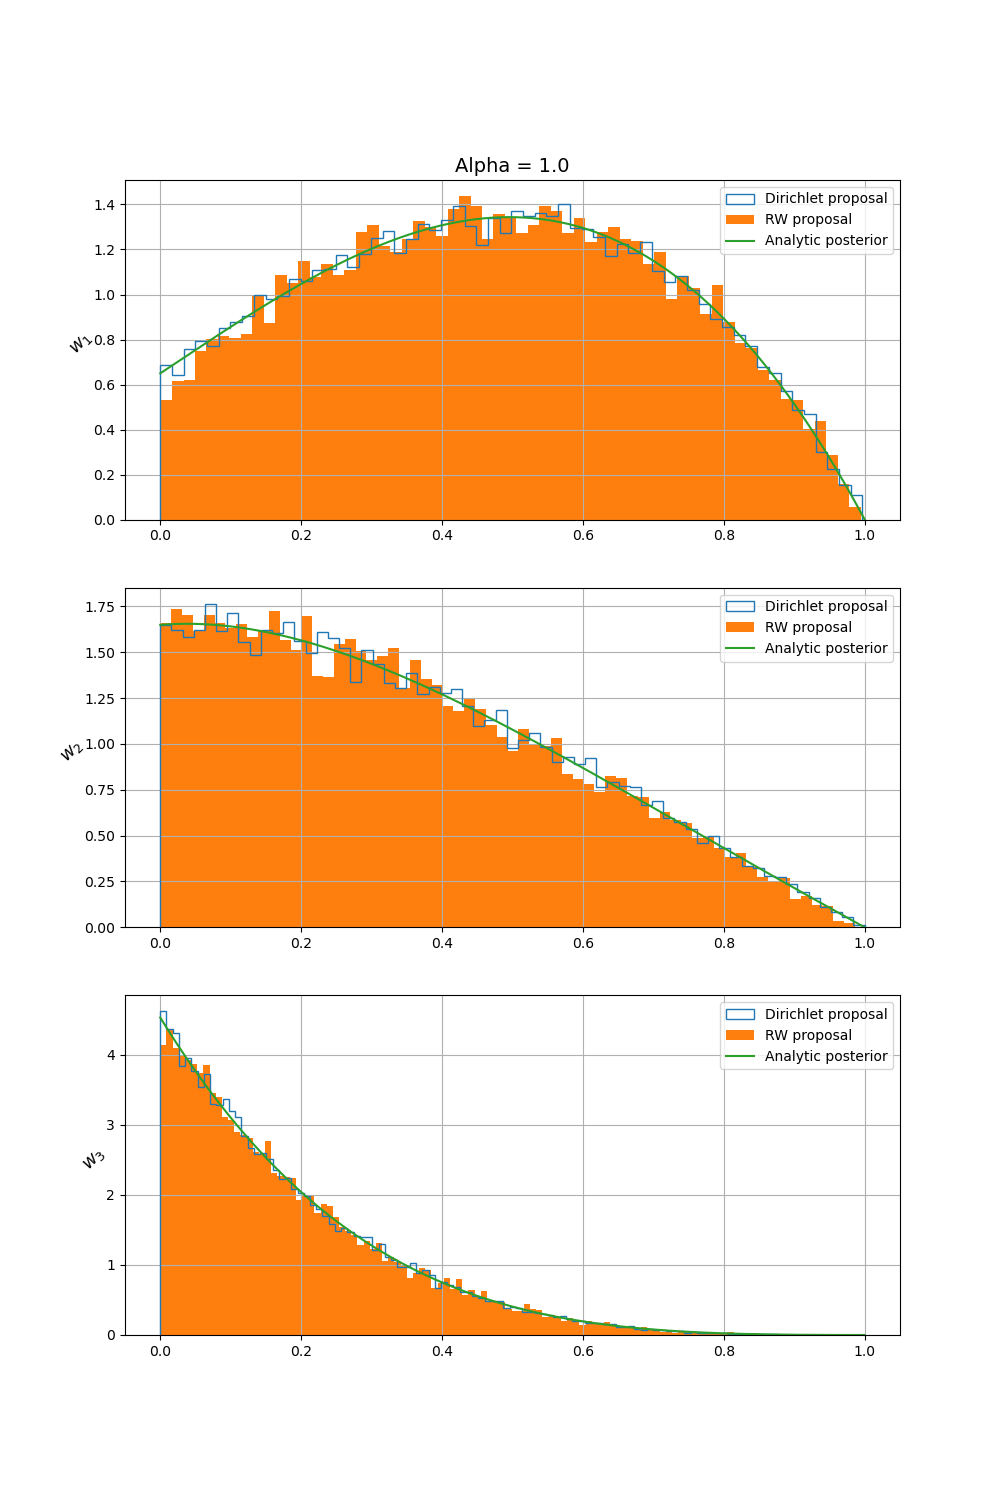 Alpha = 1.0
1.4
1.2
1.0
0.8
0.6
0.4
0.2
0.0
w1
Dirichlet proposal
RW proposal
Analytic posterior
0.0 0.2 0.4 0.6 0.8 1.0
1.75
1.50
1.25
1.00
0.75
0.50
0.25
0.00
w2
Dirichlet proposal
RW proposal
Analytic posterior
0.0 0.2 0.4 0.6 0.8 1.0
4
3
2
1
0
w3
Dirichlet proposal
RW proposal
Analytic posterior
0.0 0.2 0.4 0.6 0.8 1.0